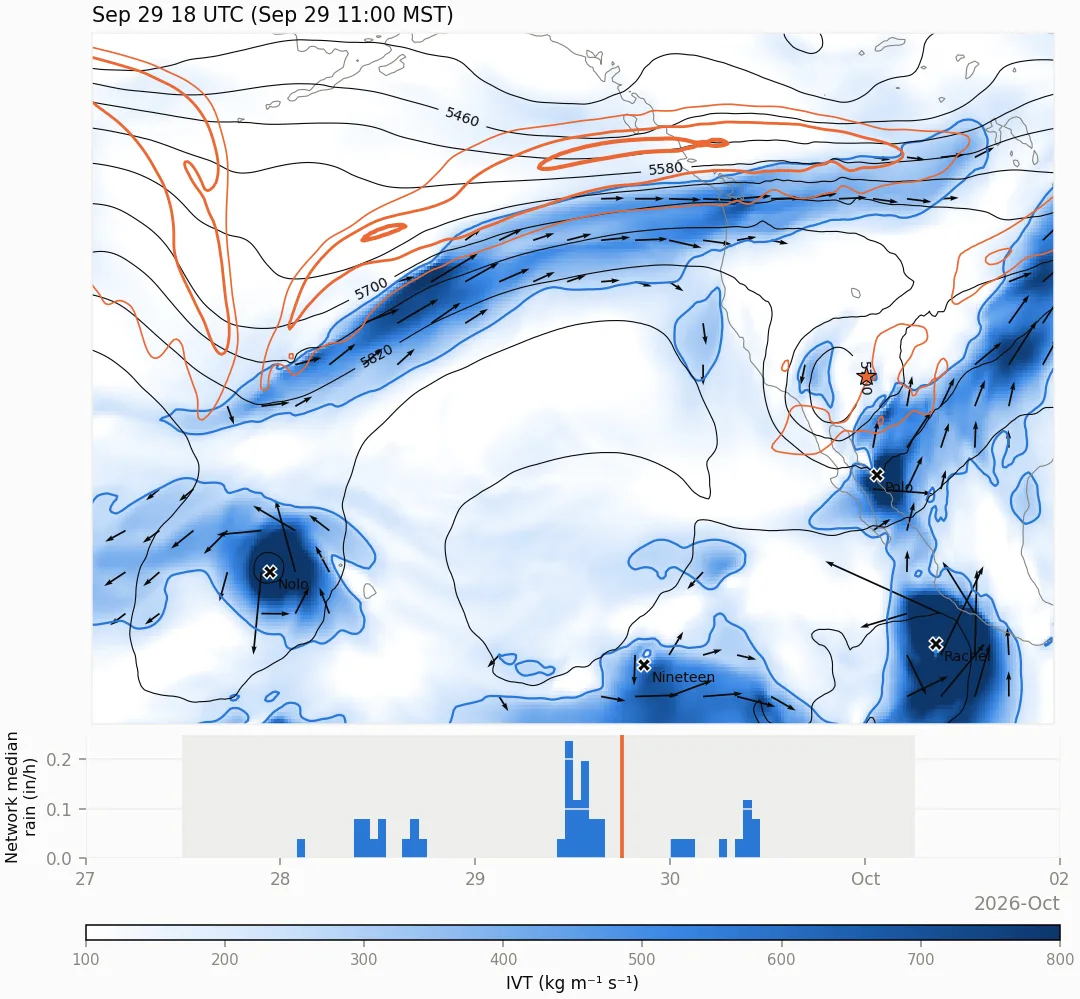 Sep 29 18 UTC (Sep 29 11:00 MST)
5460
5580
5700
5820
Polo
Nolo
Rachel
Nineteen
Network median
rain (in/h)
0.2
0.1
0.0
27
28
29
30
Oct
02
2026-Oct
100
200
300
400
500
600
700
800
IVT (kg m⁻¹ s⁻¹)